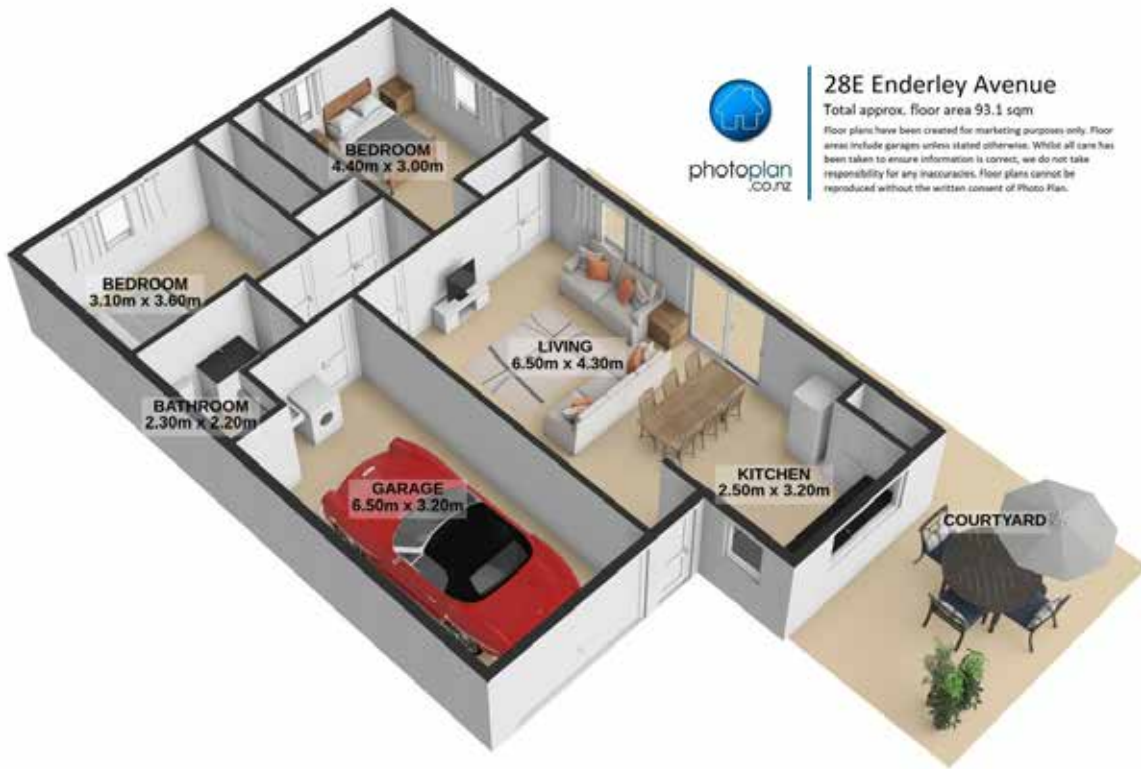 28E Enderley Avenue
Total approx. floor area 93.1 sqm
Floor plans have been created for marketing purposes only. Floor
areas include garages unless stated otherwise. Whilst all care has
been taken to ensure information is correct, we do not take
responsibility for any inaccuracies. Floor plans cannot be
reproduced without the written consent of Photo Plan.
photoplan
.co.nz
BEDROOM
4.40m x 3.00m
BEDROOM
3.10m x 3.60m
LIVING
6.50m x 4.30m
BATHROOM
2.30m x 2.20m
KITCHEN
2.50m x 3.20m
GARAGE
6.50m x 3.20m
COURTYARD